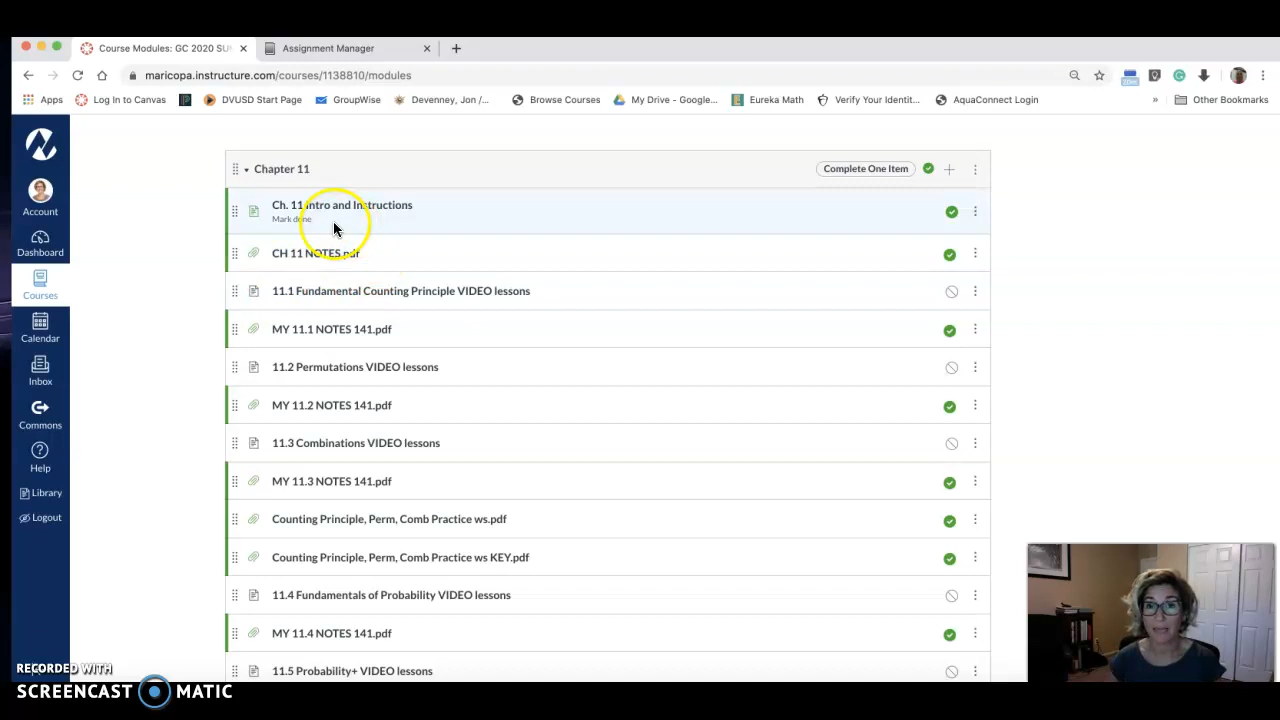 Course Modules: GC 2020 SU
Assignment Manager
maricopa.instructure.com/courses/1138810/modules
Apps
Log In to Canvas
DVUSD Start Page
GroupWise
Devenney, Jon /...
Browse Courses
My Drive - Google...
Eureka Math
Verify Your Identit...
AquaConnect Login
»
Other Bookmarks
Account
Dashboard
Courses
Calendar
Inbox
Commons
Help
Library
Logout
Chapter 11
Complete One Item
Ch. 11 Intro and Instructions
Mark done
CH 11 NOTES.pdf
11.1 Fundamental Counting Principle VIDEO lessons
MY 11.1 NOTES 141.pdf
11.2 Permutations VIDEO lessons
MY 11.2 NOTES 141.pdf
11.3 Combinations VIDEO lessons
MY 11.3 NOTES 141.pdf
Counting Principle, Perm, Comb Practice ws.pdf
Counting Principle, Perm, Comb Practice ws KEY.pdf
11.4 Fundamentals of Probability VIDEO lessons
MY 11.4 NOTES 141.pdf
11.5 Probability+ VIDEO lessons
RECORDED WITH
SCREENCAST MATIC